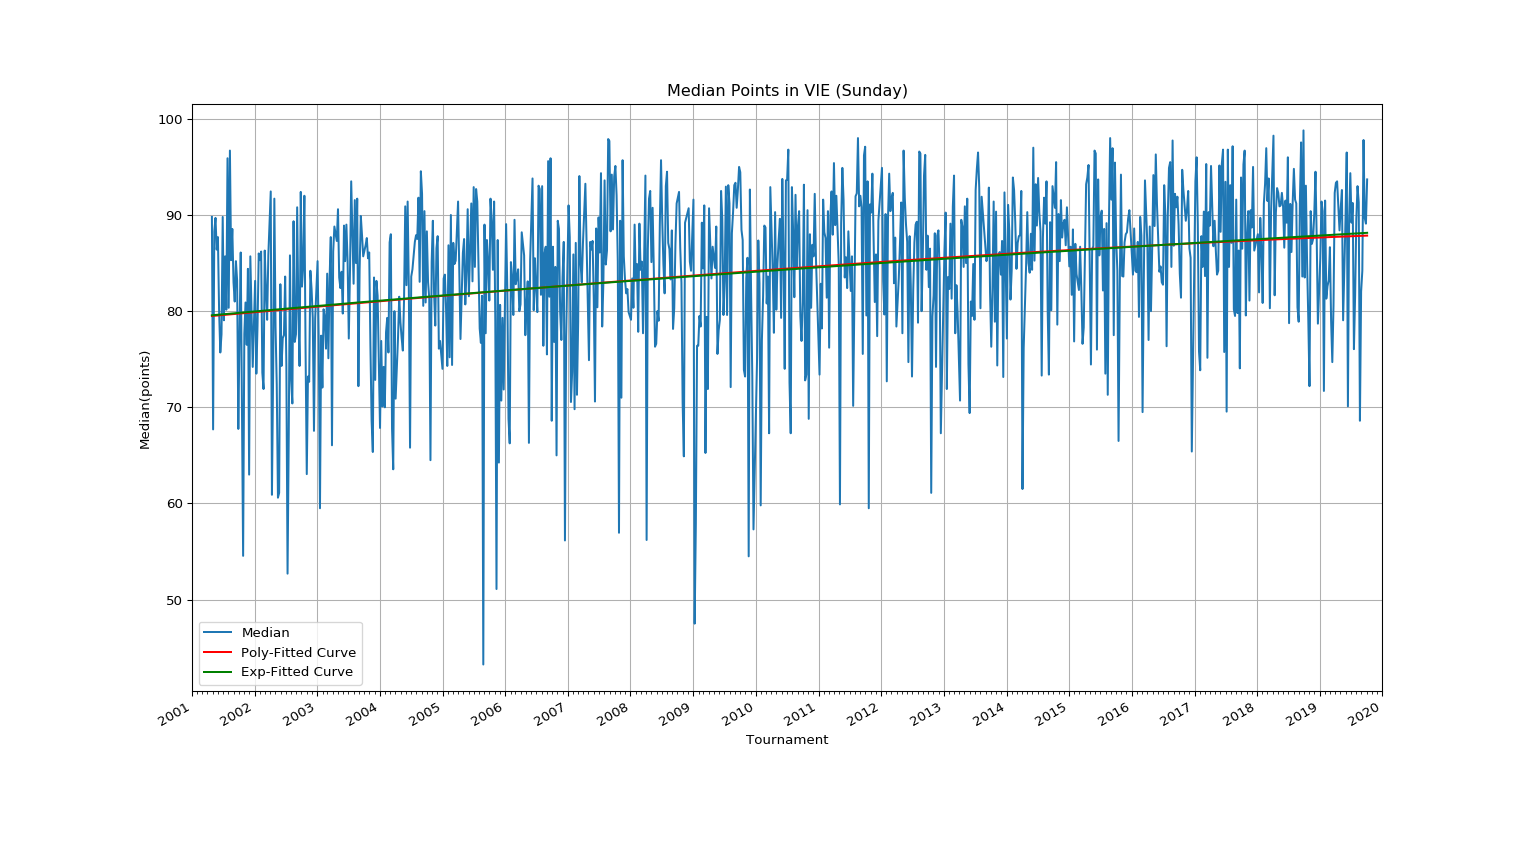 Median Points in VIE (Sunday)
100
90
80
70
60
50
Median(points)
Median
Poly-Fitted Curve
Exp-Fitted Curve
2001 2002 2003 2004 2005 2006 2007 2008 2009 2010 2011 2012 2013 2014 2015 2016 2017 2018 2019 2020
Tournament